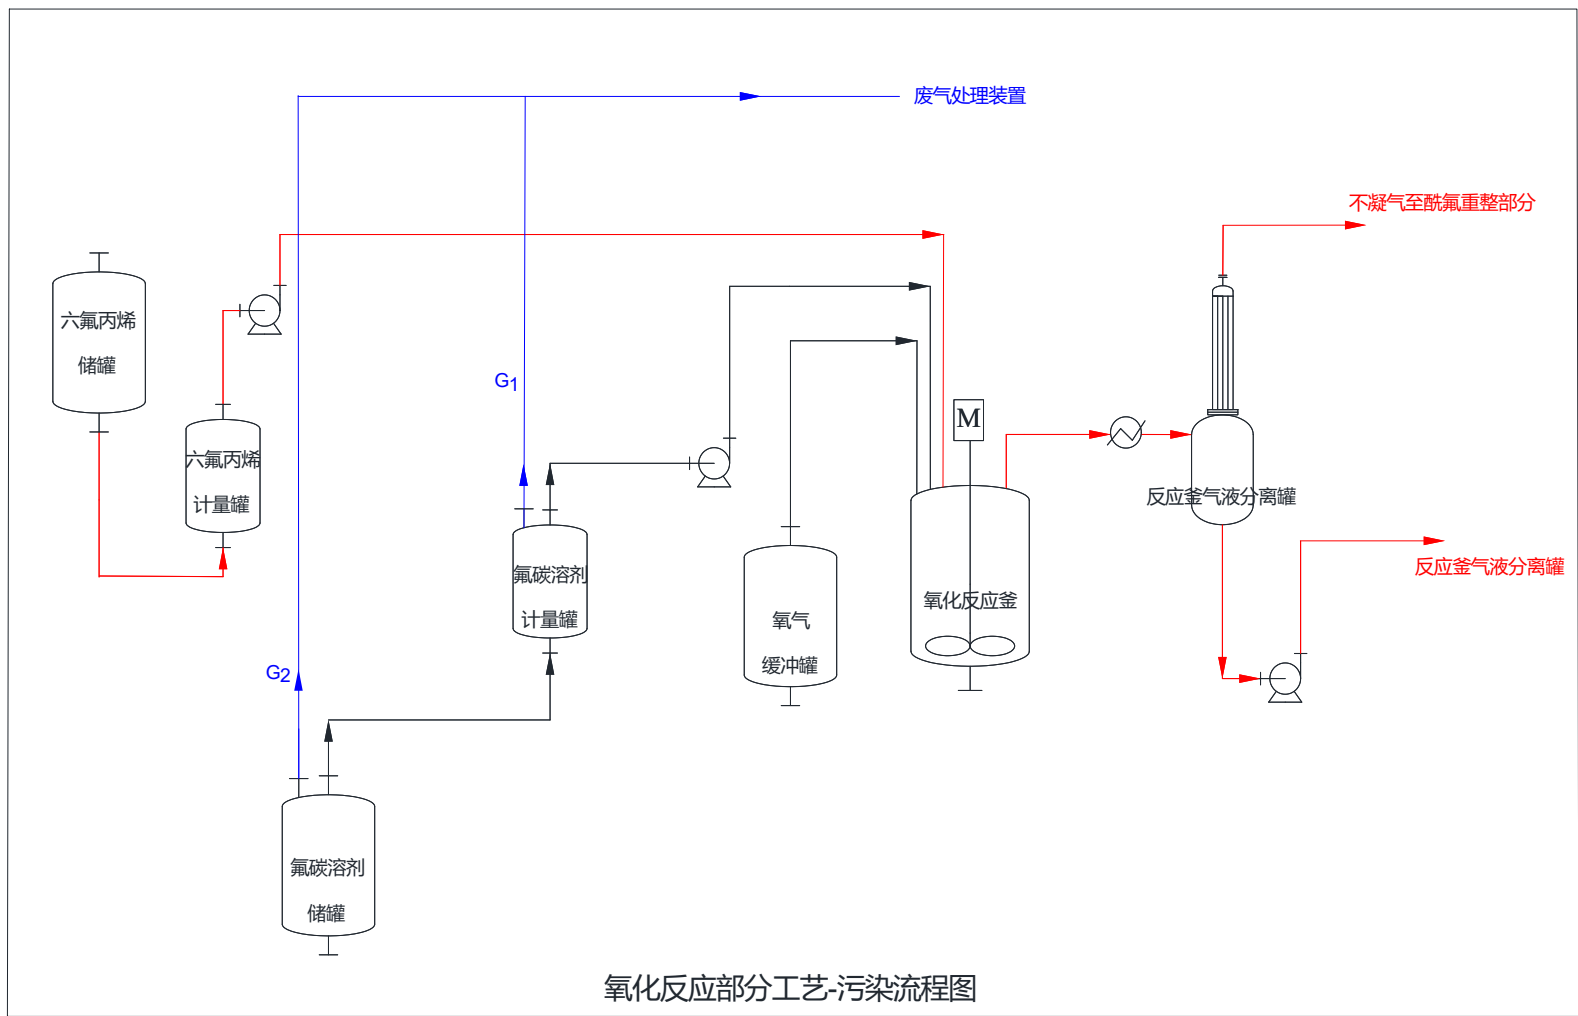 废气处理装置
不凝气至酰氟重整部分
六氟丙烯
储罐
G1
M
六氟丙烯
计量罐
反应釜气液分离罐
反应釜气液分离罐
氟碳溶剂
计量罐
氧化反应釜
氧气
缓冲罐
G2
氟碳溶剂
储罐
氧化反应部分工艺-污染流程图